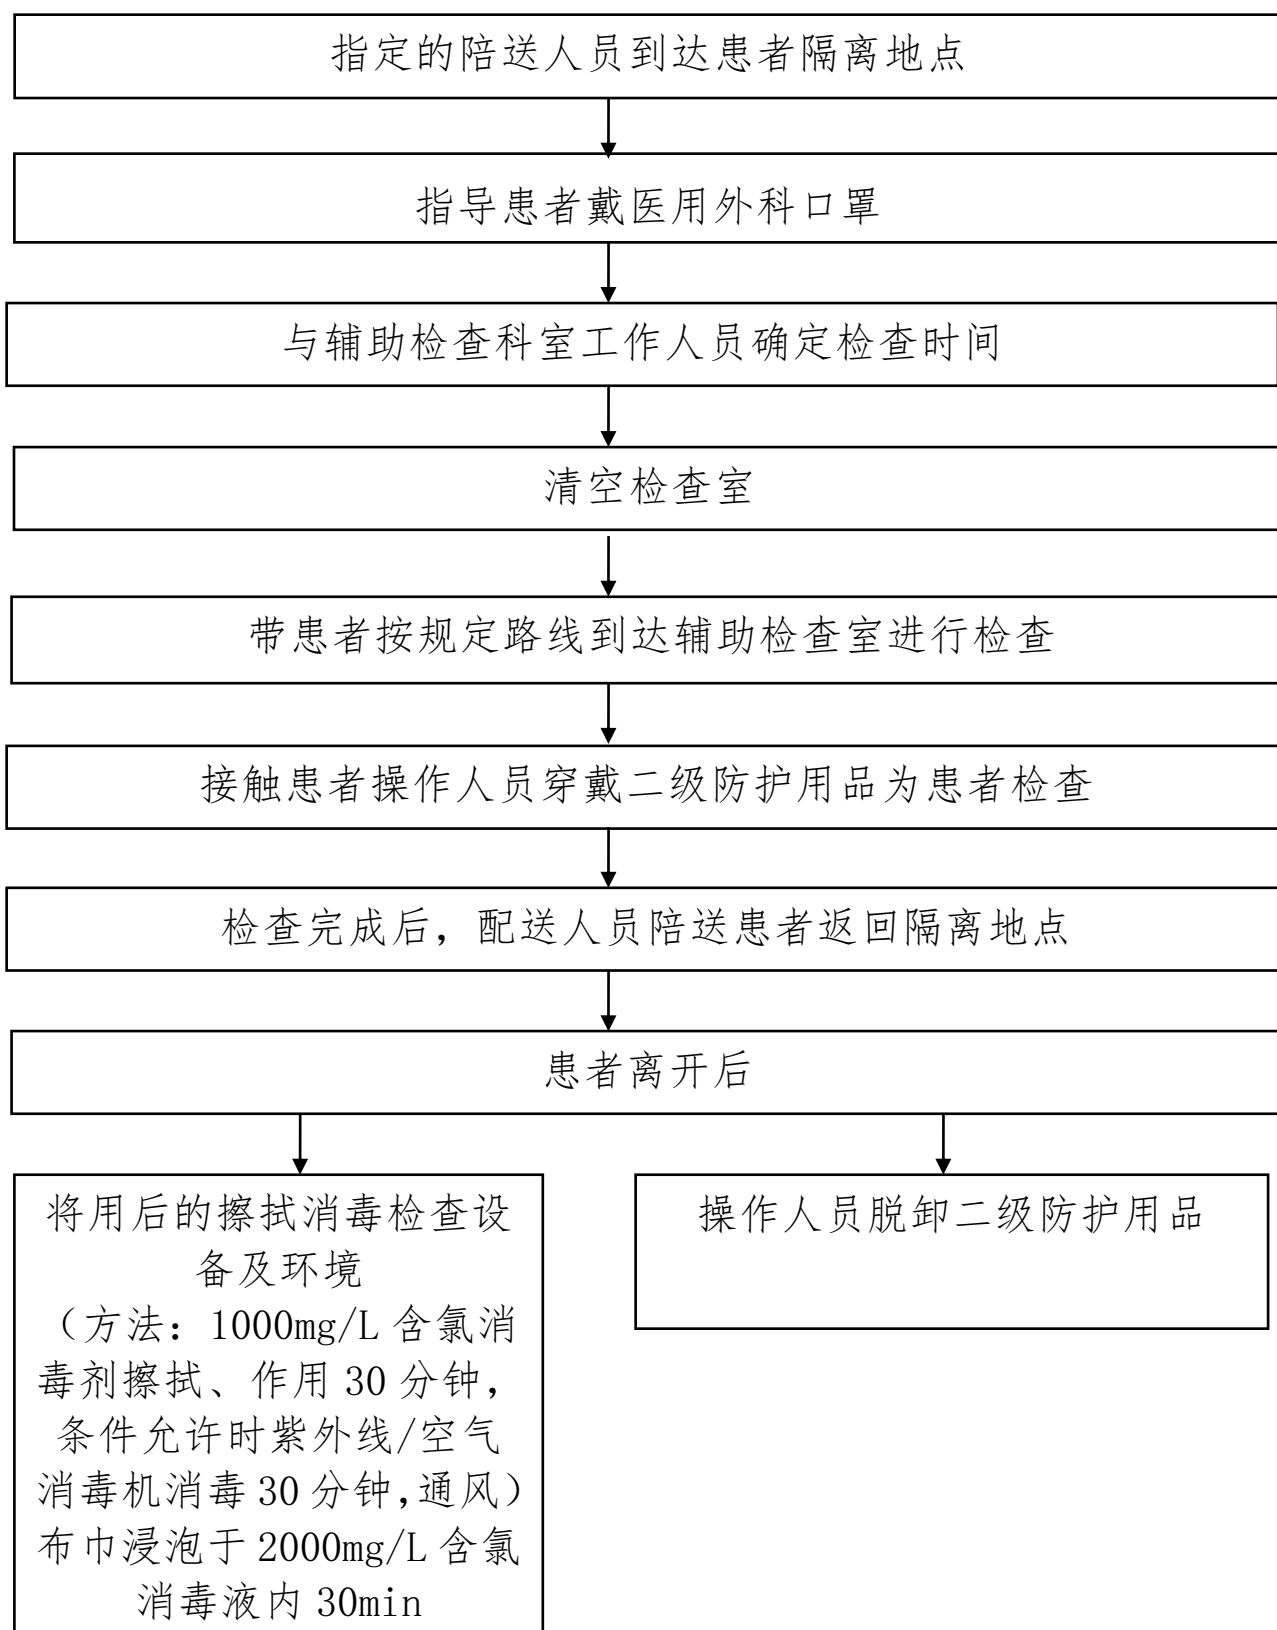 指定的陪送人员到达患者隔离地点
指导患者戴医用外科口罩
与辅助检查科室工作人员确定检查时间
清空检查室
带患者按规定路线到达辅助检查室进行检查
接触患者操作人员穿戴二级防护用品为患者检查
检查完成后，配送人员陪送患者返回隔离地点
患者离开后
将用后的擦拭消毒检查设
备及环境
（方法：1000mg/L 含氯消
毒剂擦拭、作用 30 分钟，
条件允许时紫外线/空气
消毒机消毒 30 分钟,通风）
布巾浸泡于 2000mg/L 含氯
消毒液内 30min
操作人员脱卸二级防护用品